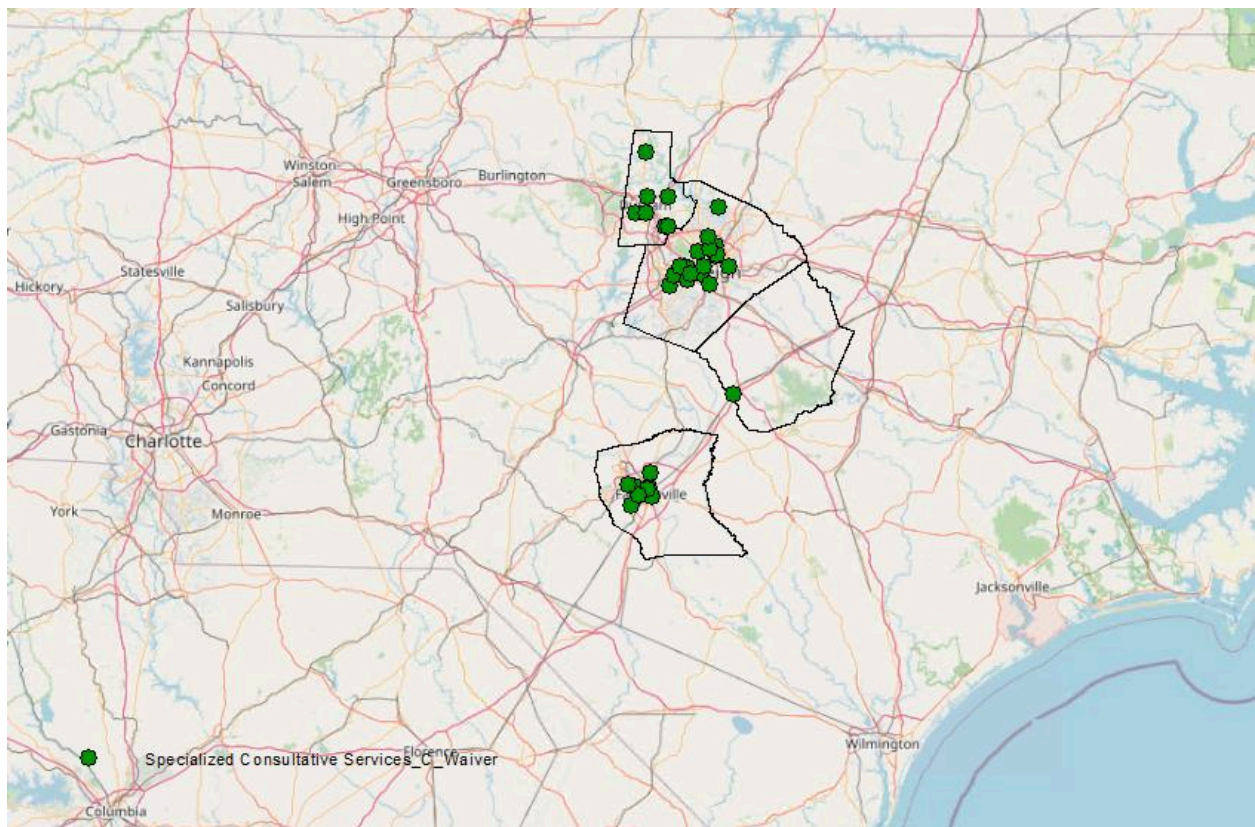 Winston-
Salem
Greensboro
Burlington
High Point
Statesville
Hickory
Salisbury
Kannapolis
Concord
Gastonia
Charlotte
York
Monroe
Jacksonville
Wilmington
Florence
Specialized Consultative Services_C_Waiver
Columbia